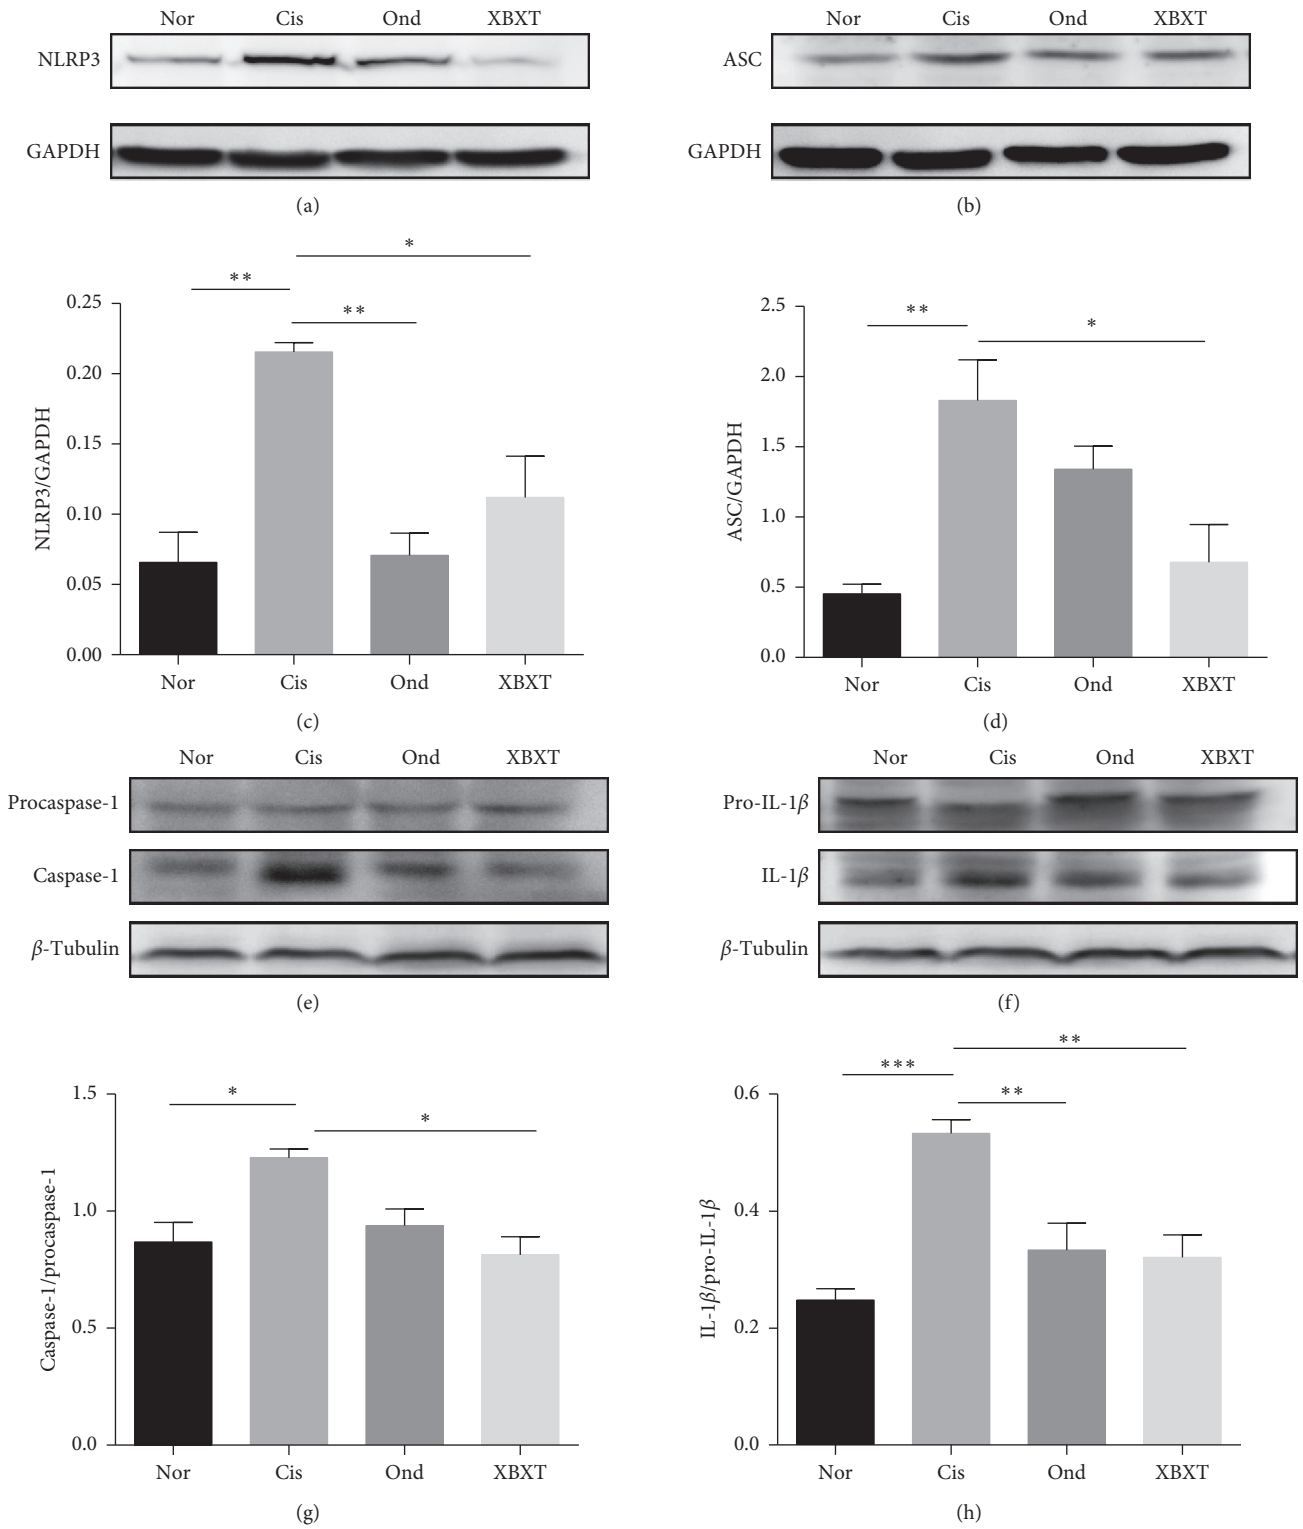 Nor Cis Ond XBXT
NLRP3
GAPDH
(a)
Nor Cis Ond XBXT
ASC
GAPDH
(b)
*
**
**
0.25
0.20
0.15
0.10
0.05
0.00
NLRP3/GAPDH
Nor Cis Ond XBXT
(c)
**
*
2.5
2.0
1.5
1.0
0.5
0.0
ASC/GAPDH
Nor Cis Ond XBXT
(d)
Nor Cis Ond XBXT
Procaspase-1
Caspase-1
β-Tubulin
(e)
Nor Cis Ond XBXT
Pro-IL-1β
IL-1β
β-Tubulin
(f)
*
*
1.5
1.0
0.5
0.0
Caspase-1/procaspase-1
Nor Cis Ond XBXT
(g)
**
***
**
0.6
0.4
0.2
0.0
IL-1β/pro-IL-1β
Nor Cis Ond XBXT
(h)